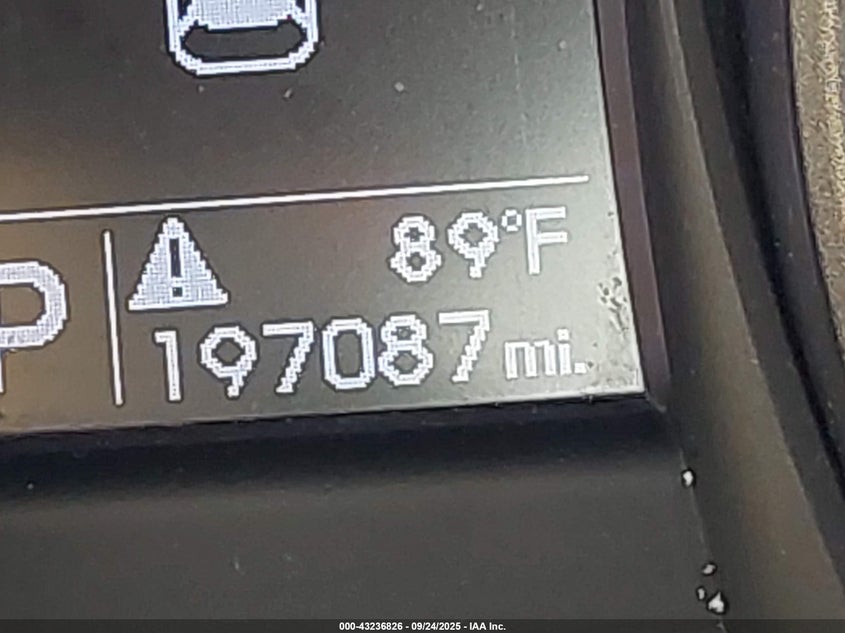 89°F
P
197087 mi.
000-43236826 - 09/24/2025 - IAA Inc.